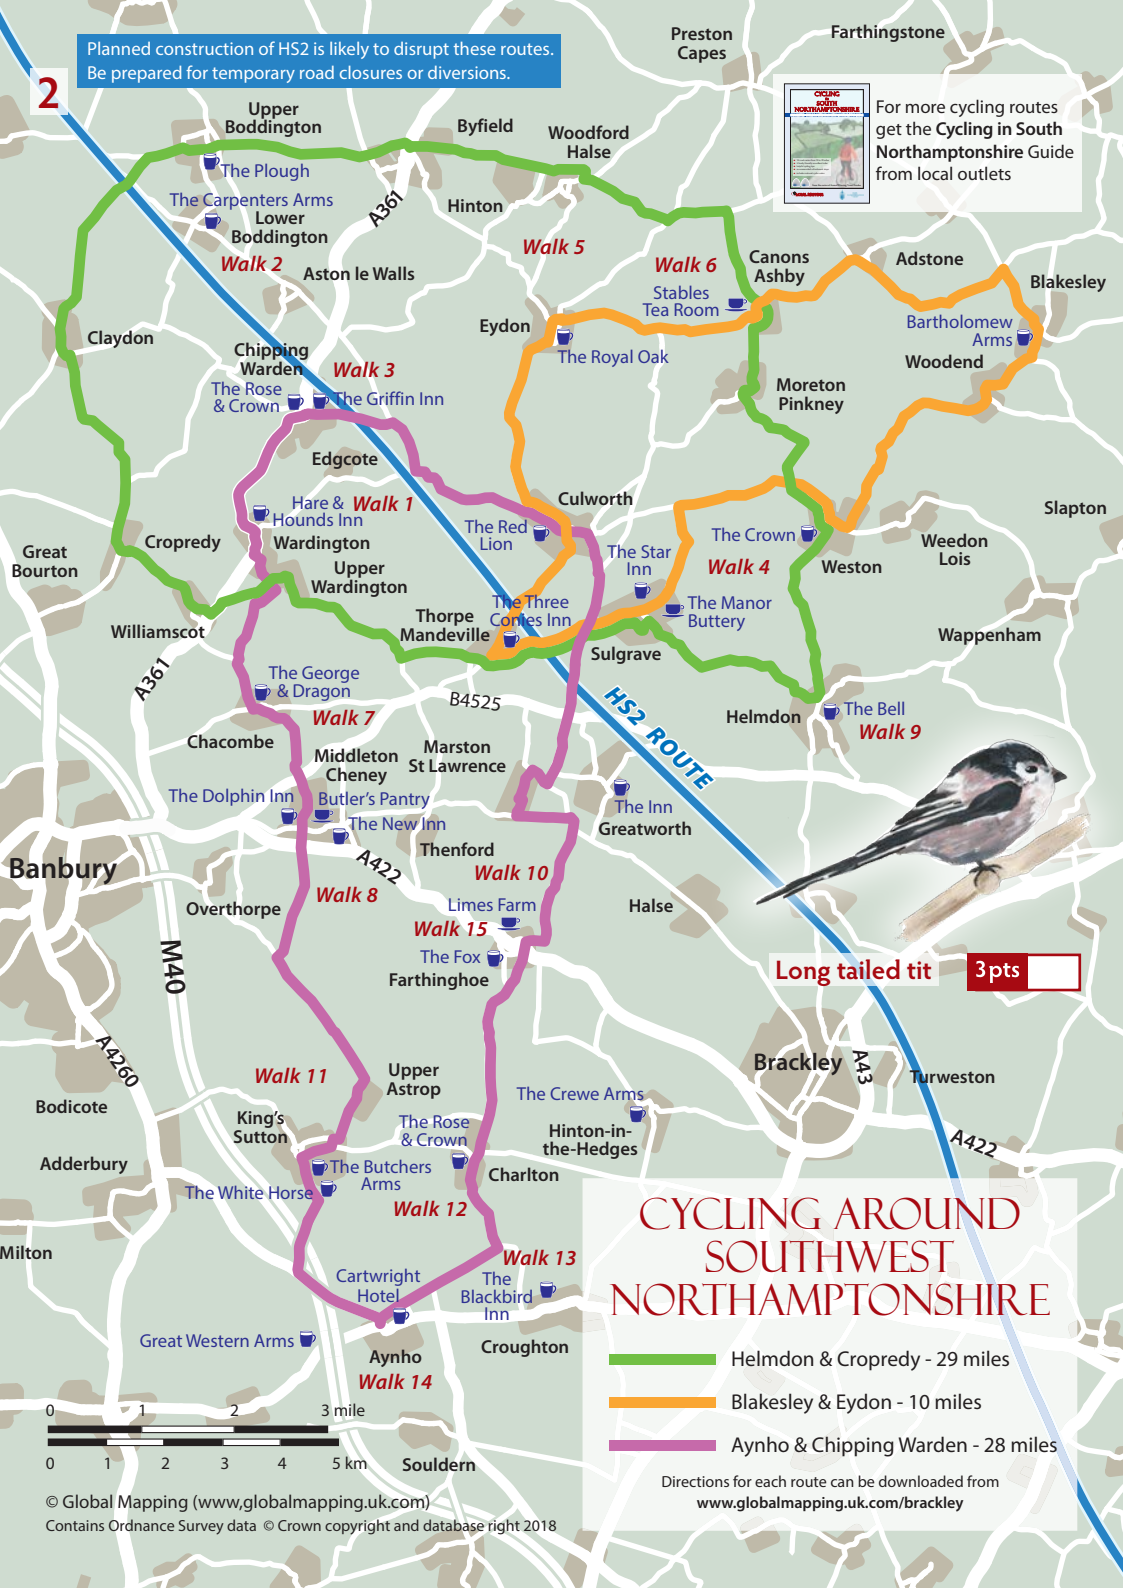 Planned construction of HS2 is likely to disrupt these routes.
Be prepared for temporary road closures or diversions.
2
Preston
Capes
Farthingstone
CYCLING
SOUTH
NORTHAMPTONSHIRE
For more cycling routes
get the Cycling in South
Northamptonshire Guide
from local outlets
Upper
Boddington
Byfield
Woodford
Halse
The Plough
The Carpenters Arms
Lower
Boddington
A361
Hinton
Walk 2
Aston le Walls
Walk 5
Walk 6
Canons
Ashby
Adstone
Blakesley
Stables
Tea Room
Claydon
Eydon
The Royal Oak
Bartholomew
Arms
Woodend
Chipping
Warden
Walk 3
The Rose
& Crown
The Griffin Inn
Moreton
Pinkney
Edgcote
Hare &
Hounds Inn
Walk 1
Culworth
Slapton
The Red
Lion
The Crown
Great
Bourton
Cropredy
Wardington
The Star
Inn
Walk 4
Weston
Weedon
Lois
Upper
Wardington
The Three
Conies Inn
The Manor
Buttery
Thorpe
Mandeville
Williamscot
Sulgrave
Wappenham
A361
The George
& Dragon
B4525
HS2 ROUTE
Helmdon
The Bell
Walk 9
Walk 7
Chacombe
Middleton
Cheney
Marston
St Lawrence
The Dolphin Inn
Butler's Pantry
The New Inn
The Inn
Greatworth
Banbury
A422
Thenford
Walk 10
Walk 8
Overthorpe
Limes Farm
Walk 15
Halse
The Fox
Farthinghoe
M40
Long tailed tit
3pts
A4260
Walk 11
Upper
Astrop
Brackley
A43
Turweston
The Crewe Arms
Bodicote
King's
Sutton
The Rose
& Crown
Hinton-in-
the-Hedges
A422
Adderbury
The Butchers
Arms
Charlton
The White Horse
Walk 12
Milton
Walk 13
Cartwright
Hotel
The
Blackbird
Inn
Great Western Arms
Aynho
Walk 14
Croughton
CYCLING AROUND
SOUTHWEST
NORTHAMPTONSHIRE
Helmdon & Cropredy - 29 miles
Blakesley & Eydon - 10 miles
Aynho & Chipping Warden - 28 miles
Directions for each route can be downloaded from
www.globalmapping.uk.com/brackley
0 1 2 3 mile
0 1 2 3 4 5 km
Souldern
© Global Mapping (www,globalmapping.uk.com)
Contains Ordnance Survey data © Crown copyright and database right 2018